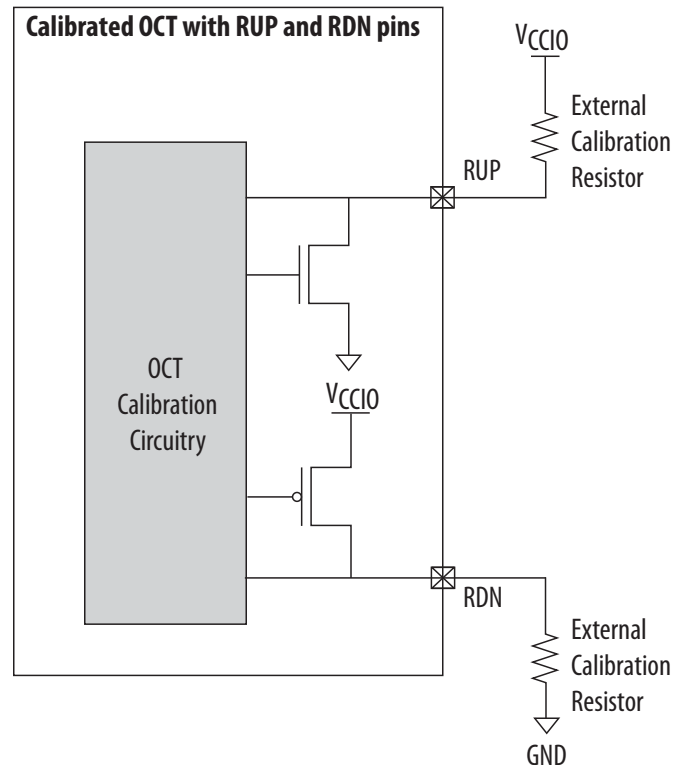 Calibrated OCT with RUP and RDN pins
VCCIO
External
Calibration
Resistor
RUP
OCT
Calibration
Circuitry
VCCIO
RDN
External
Calibration
Resistor
GND